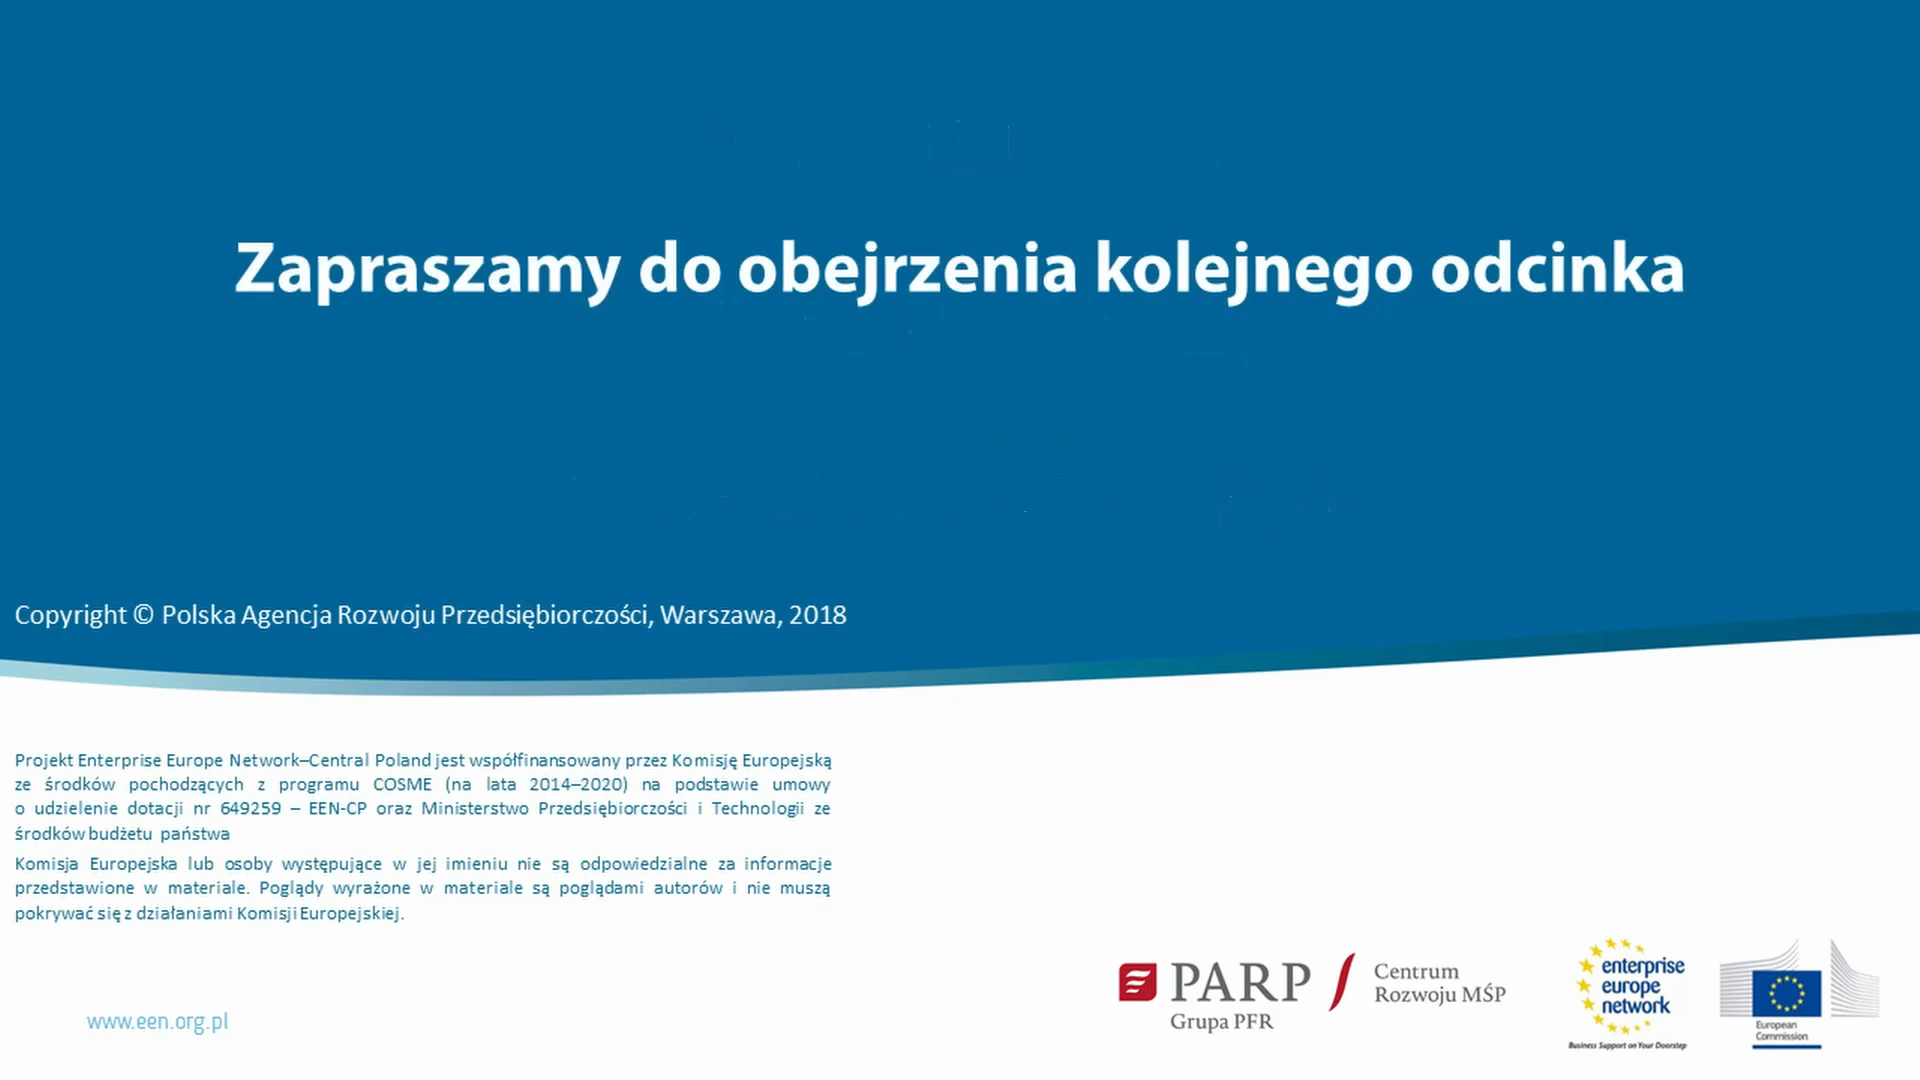 Zapraszamy do obejrzenia kolejnego odcinka
Copyright © Polska Agencja Rozwoju Przedsiębiorczości, Warszawa, 2018
Projekt Enterprise Europe Network–Central Poland jest współfinansowany przez Komisję Europejską
ze środków pochodzących z programu COSME (na lata 2014–2020) na podstawie umowy
o udzielenie dotacji nr 649259 – EEN-CP oraz Ministerstwo Przedsiębiorczości i Technologii ze
środków budżetu państwa
Komisja Europejska lub osoby występujące w jej imieniu nie są odpowiedzialne za informacje
przedstawione w materiale. Poglądy wyrażone w materiale są poglądami autorów i nie muszą
pokrywać się z działaniami Komisji Europejskiej.
www.een.org.pl
PARP
Grupa PFR
Centrum
Rozwoju MŚP
enterprise
europe
network
Business Support on Your Doorstep
European
Commission